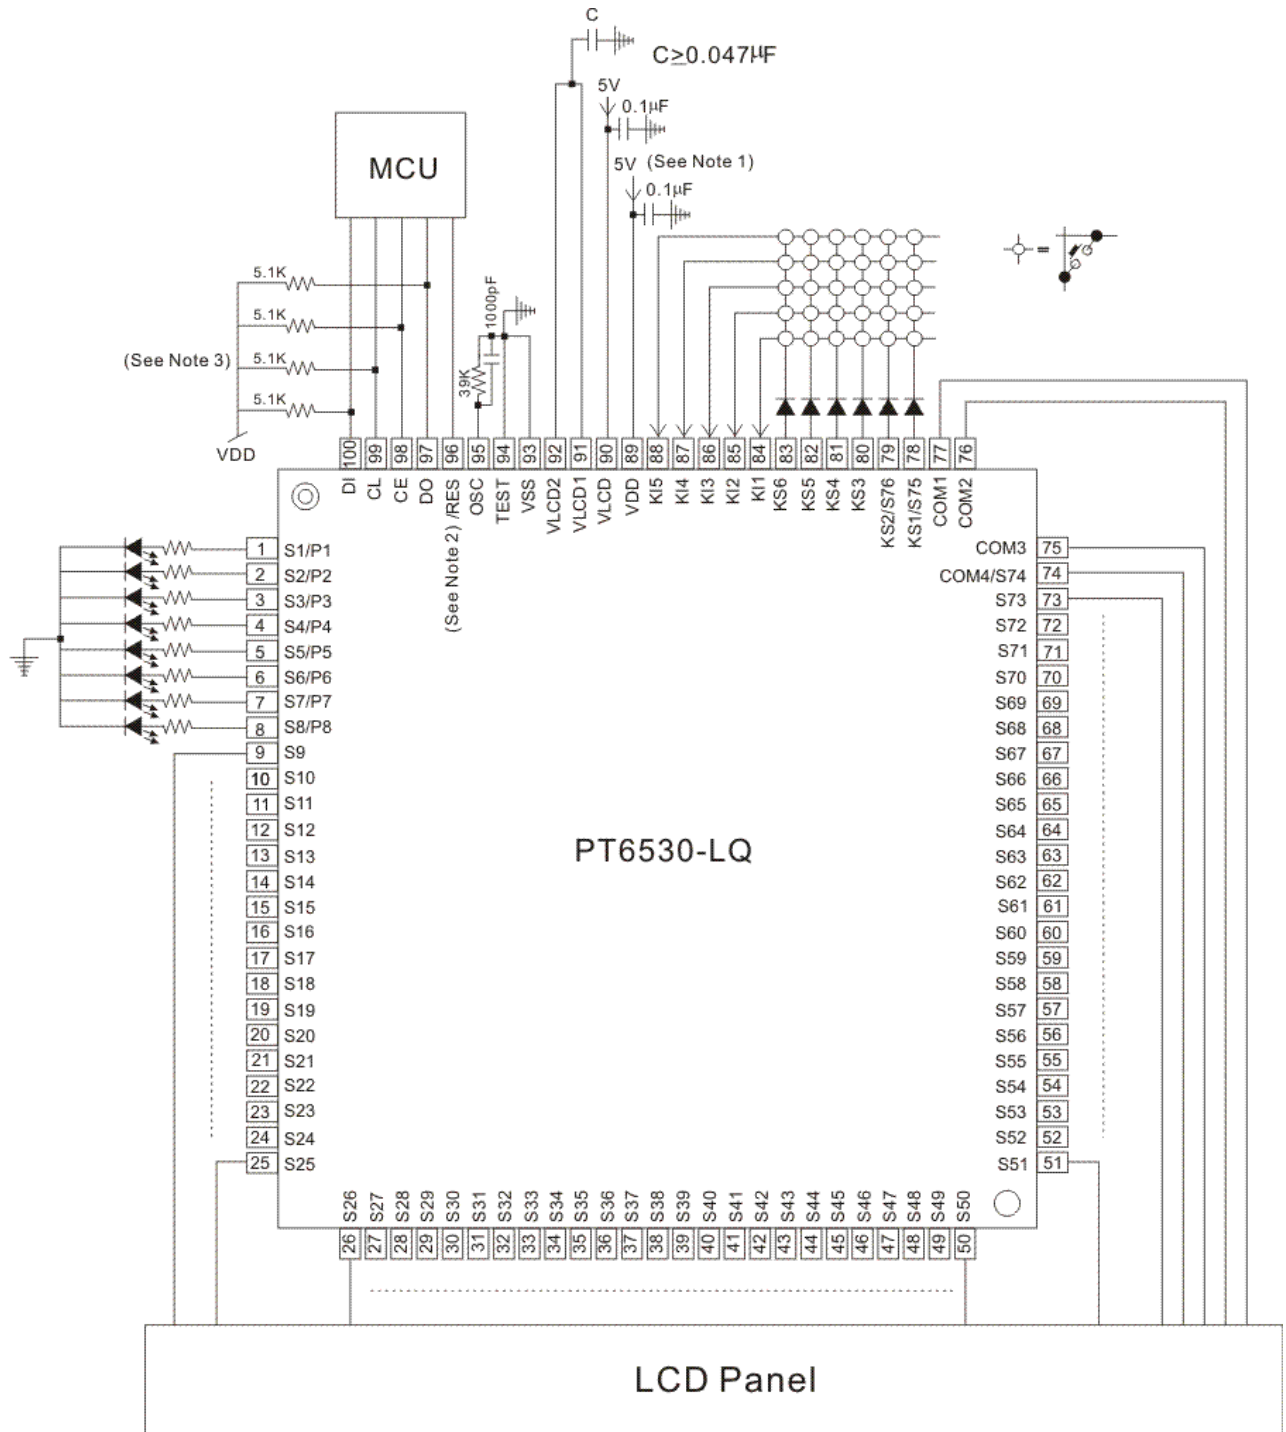 C
C≥0.047µF
5V
0.1µF
MCU
5V (See Note 1)
0.1µF
=
5.1K
1000pF
5.1K
(See Note 3)
5.1K
39K
5.1K
VDD
100 99 98 97 96 95 94 93 92 91 90 89 88 87 86 85 84 83 82 81 80 79 78 77 76
DI
CL
CE
DO
(See Note 2) /RES
OSC
TEST
VSS
VLCD2
VLCD1
VLCD
VDD
KI5
KI4
KI3
KI2
KI1
KS6
KS5
KS4
KS3
KS2/S76
KS1/S75
COM1
COM2
1 S1/P1
2 S2/P2
3 S3/P3
4 S4/P4
5 S5/P5
6 S6/P6
7 S7/P7
8 S8/P8
9 S9
10 S10
11 S11
12 S12
13 S13
14 S14
15 S15
16 S16
17 S17
18 S18
19 S19
20 S20
21 S21
22 S22
23 S23
24 S24
25 S25
PT6530-LQ
COM3 75
COM4/S74 74
S73 73
S72 72
S71 71
S70 70
S69 69
S68 68
S67 67
S66 66
S65 65
S64 64
S63 63
S62 62
S61 61
S60 60
S59 59
S58 58
S57 57
S56 56
S55 55
S54 54
S53 53
S52 52
S51 51
S26 S27 S28 S29 S30 S31 S32 S33 S34 S35 S36 S37 S38 S39 S40 S41 S42 S43 S44 S45 S46 S47 S48 S49 S50
26 27 28 29 30 31 32 33 34 35 36 37 38 39 40 41 42 43 44 45 46 47 48 49 50
LCD Panel